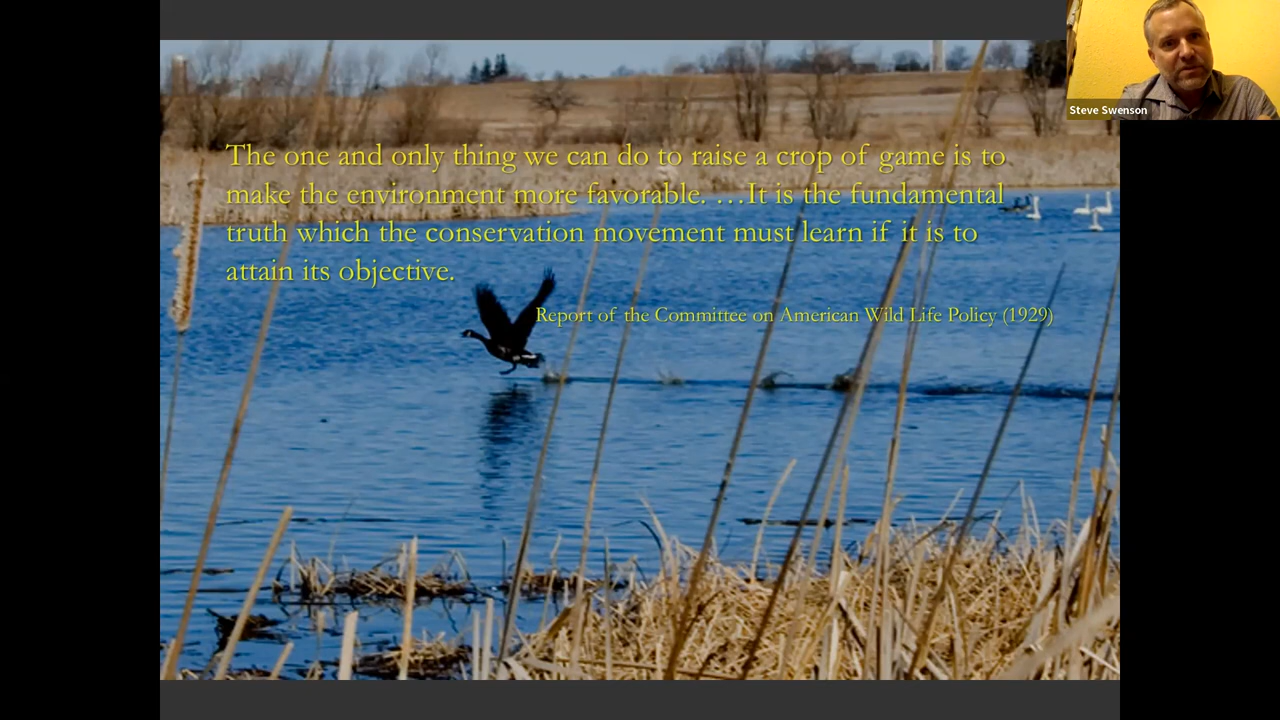 Steve Swenson
The one and only thing we can do to raise a crop of game is to
make the environment more favorable. …It is the fundamental
truth which the conservation movement must learn if it is to
attain its objective.
Report of the Committee on American Wild Life Policy (1929)